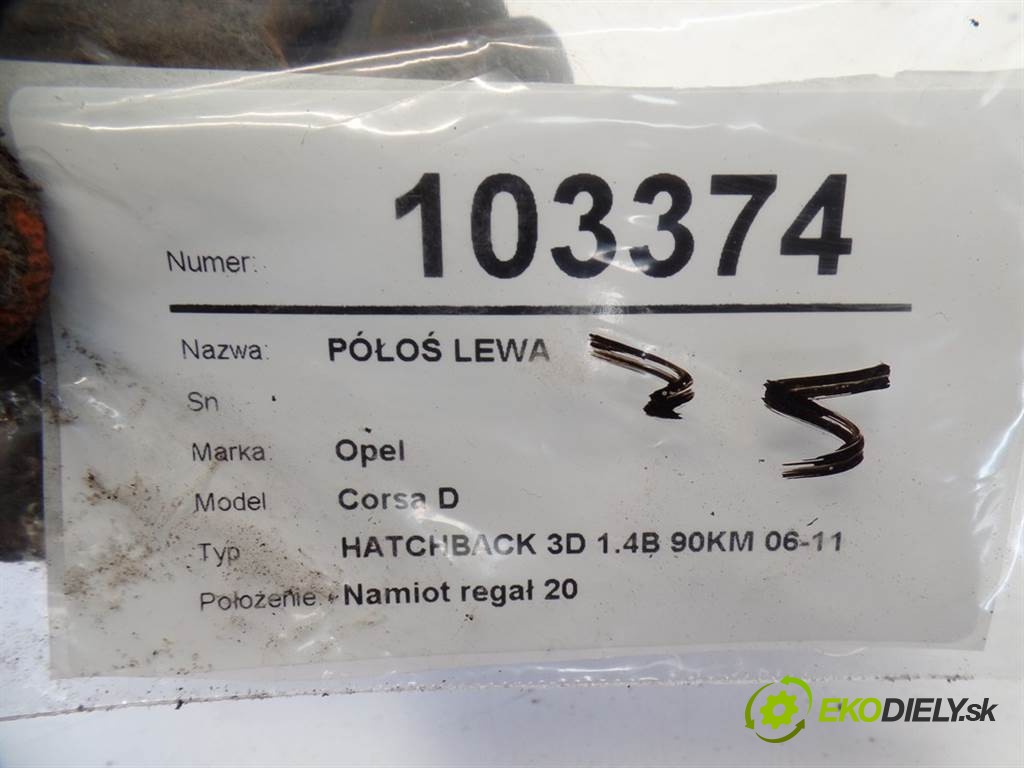 Numer: 103374
Nazwa: PÓŁOŚ LEWA
Sn
Marka: Opel
Model Corsa D
Typ HATCHBACK 3D 1.4B 90KM 06-11
Położenie: Namiot regał 20
EKODIELY.sk